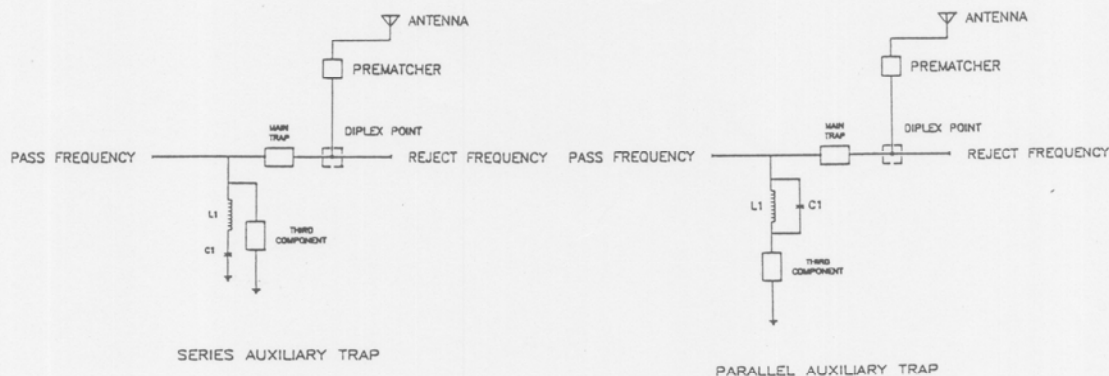 ANTENNA
PREMATCHER
MAIN
TRAP
DIPLEX POINT
PASS FREQUENCY
REJECT FREQUENCY
L1
C1
THIRD
COMPONENT
SERIES AUXILIARY TRAP
ANTENNA
PREMATCHER
MAIN
TRAP
DIPLEX POINT
PASS FREQUENCY
REJECT FREQUENCY
L1
C1
THIRD
COMPONENT
PARALLEL AUXILIARY TRAP